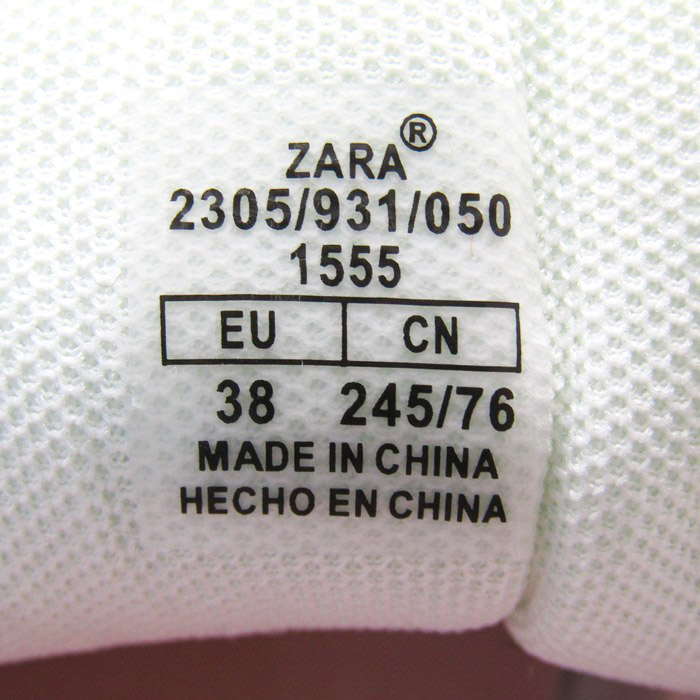 ZARA®
2305/931/050
1555
EU CN
38 245/76
MADE IN CHINA
HECHO EN CHINA